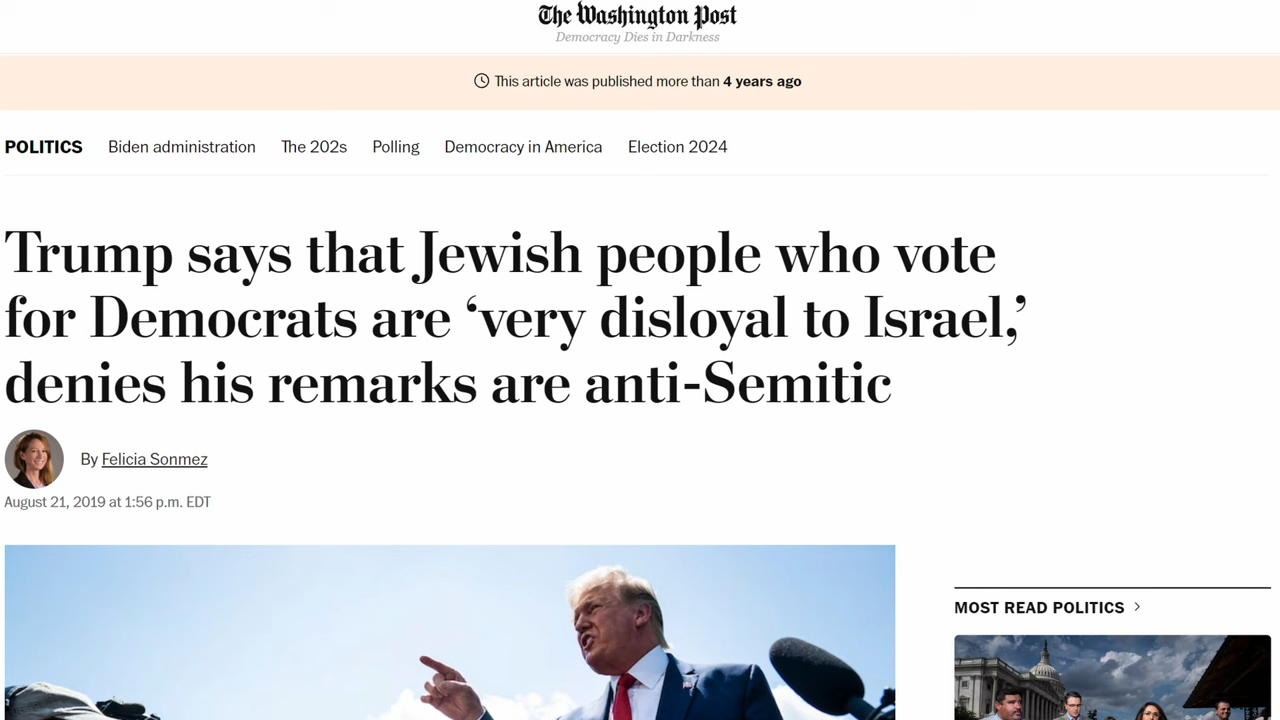 The Washington Post
Democracy Dies in Darkness
This article was published more than 4 years ago
POLITICS Biden administration The 202s Polling Democracy in America Election 2024
Trump says that Jewish people who vote
for Democrats are ‘very disloyal to Israel,’
denies his remarks are anti-Semitic
By Felicia Sonmez
August 21, 2019 at 1:56 p.m. EDT
MOST READ POLITICS